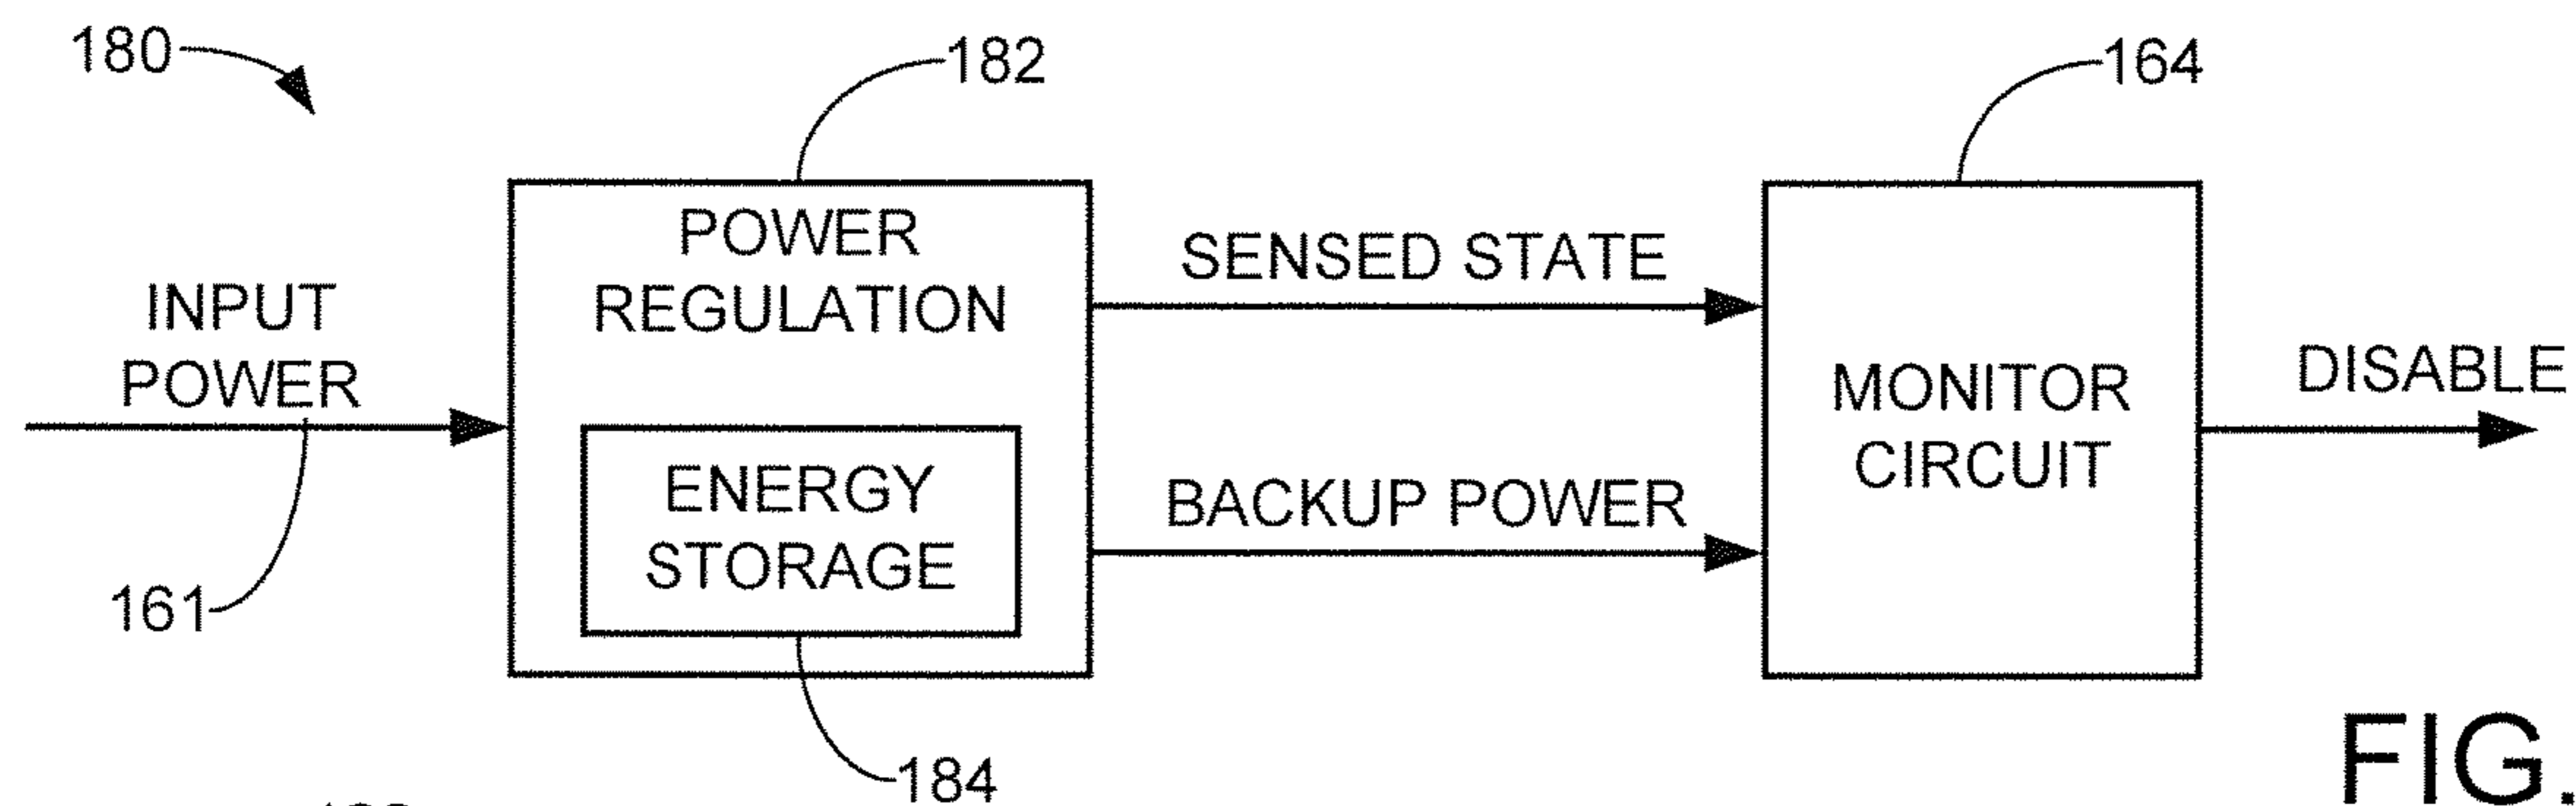 180
182
164
POWER
REGULATION
SENSED STATE
INPUT
POWER
MONITOR
CIRCUIT
DISABLE
ENERGY
STORAGE
BACKUP POWER
161
184
FIG.